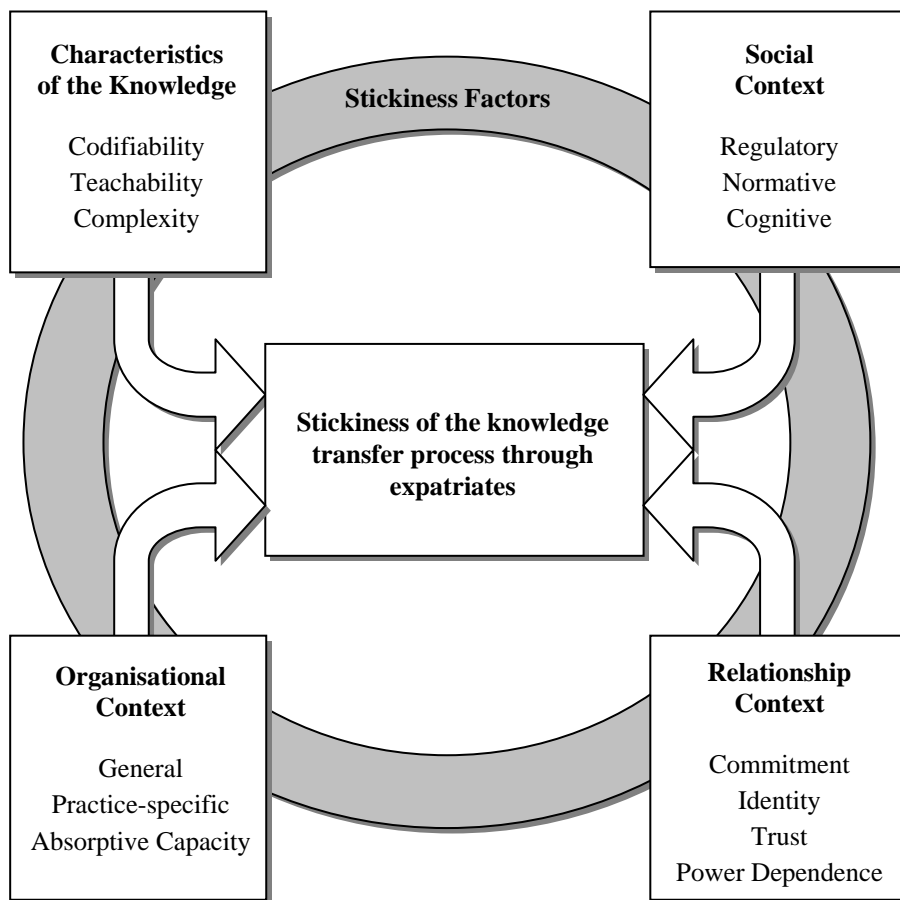 Characteristics
of the Knowledge
Codifiability
Teachability
Complexity
Stickiness Factors
Social
Context
Regulatory
Normative
Cognitive
Stickiness of the knowledge
transfer process through
expatriates
Organisational
Context
General
Practice-specific
Absorptive Capacity
Relationship
Context
Commitment
Identity
Trust
Power Dependence